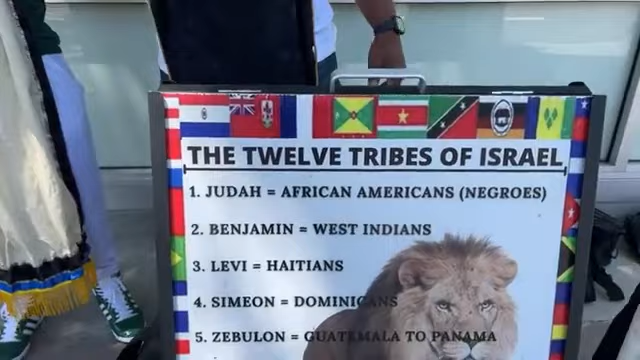 THE TWELVE TRIBES OF ISRAEL
1. JUDAH = AFRICAN AMERICANS (NEGROES)
2. BENJAMIN = WEST INDIANS
3. LEVI = HAITIANS
4. SIMEON = DOMINICANS
5. ZEBULON = GUATEMALA TO PANAMA